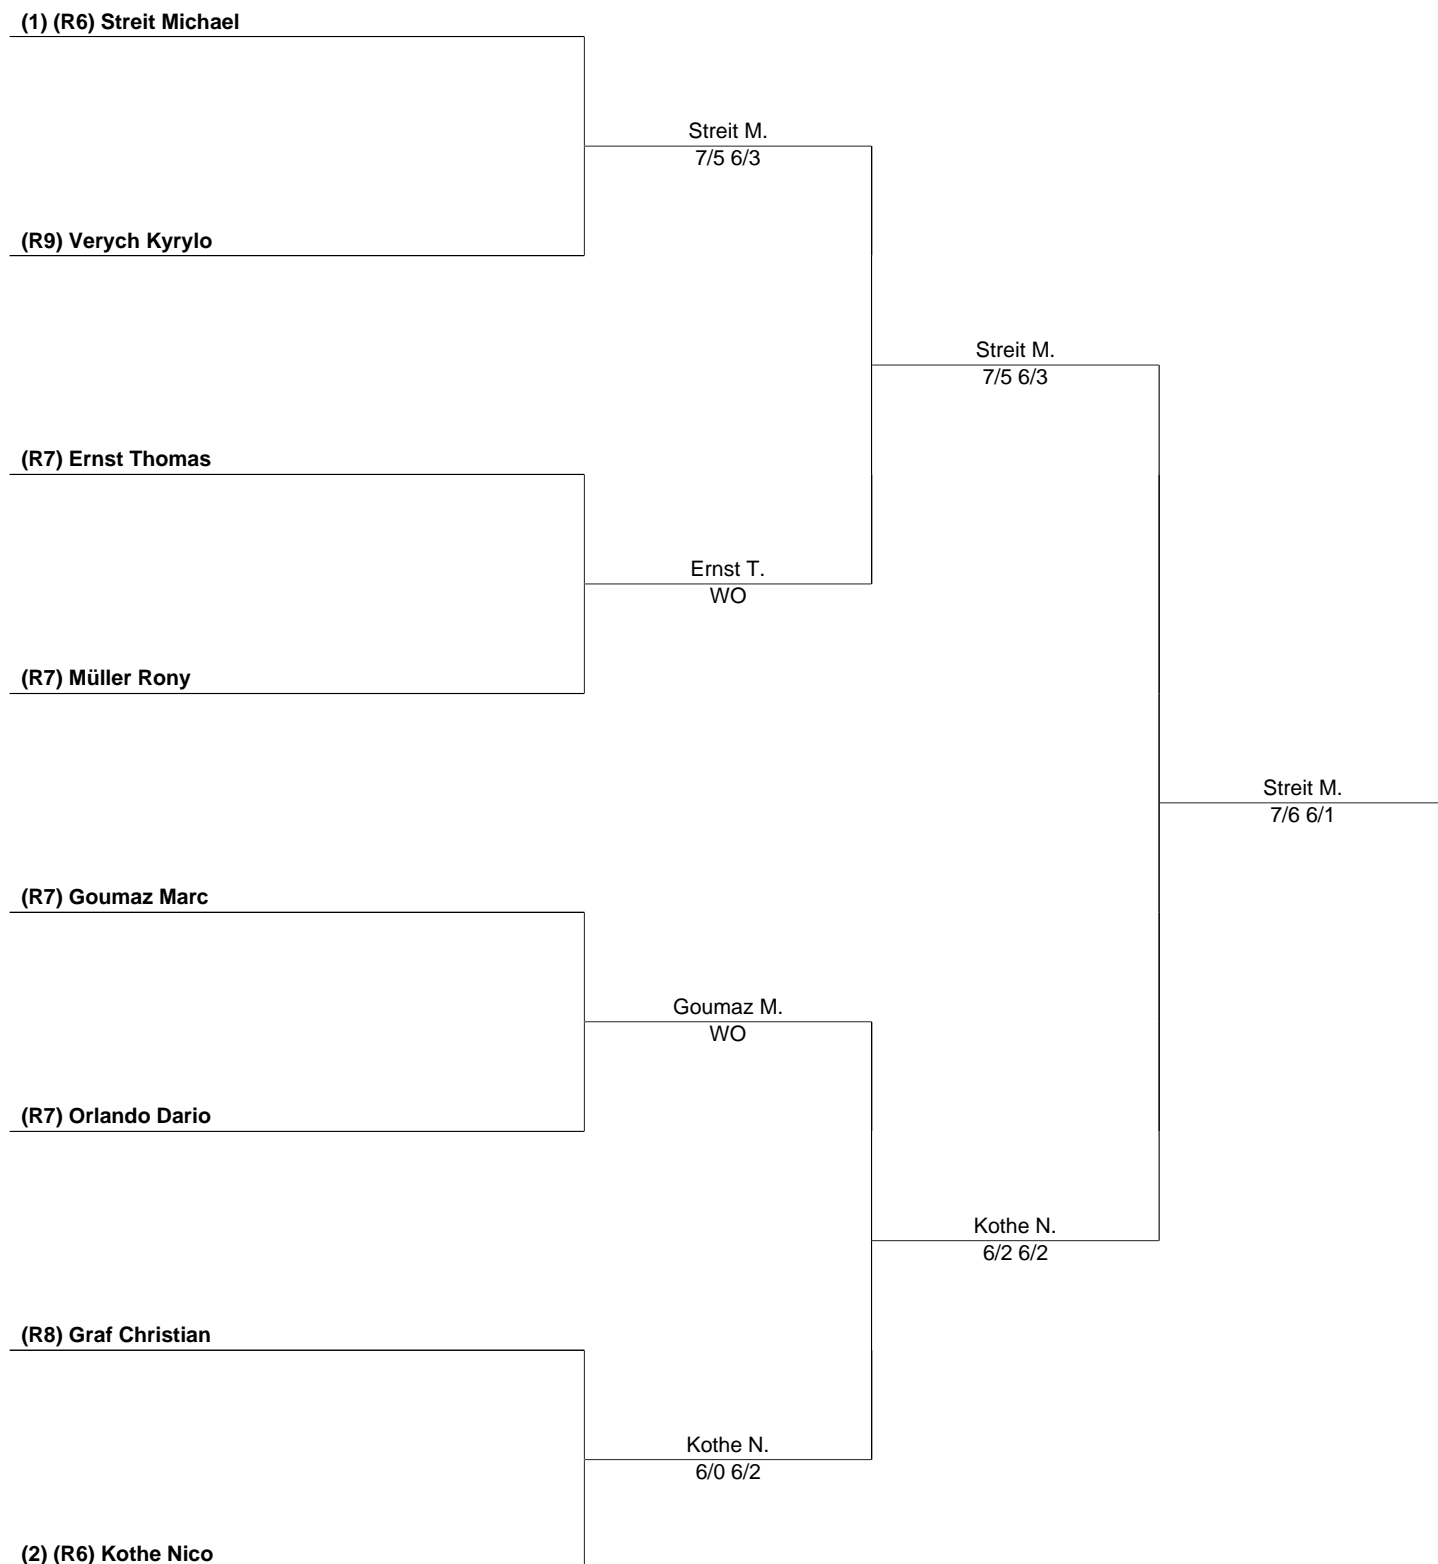 (1) (R6) Streit Michael
Streit M.
7/5 6/3
(R9) Verych Kyrylo
Streit M.
7/5 6/3
(R7) Ernst Thomas
Ernst T.
WO
(R7) Müller Rony
Streit M.
7/6 6/1
(R7) Goumaz Marc
Goumaz M.
WO
(R7) Orlando Dario
Kothe N.
6/2 6/2
(R8) Graf Christian
Kothe N.
6/0 6/2
(2) (R6) Kothe Nico